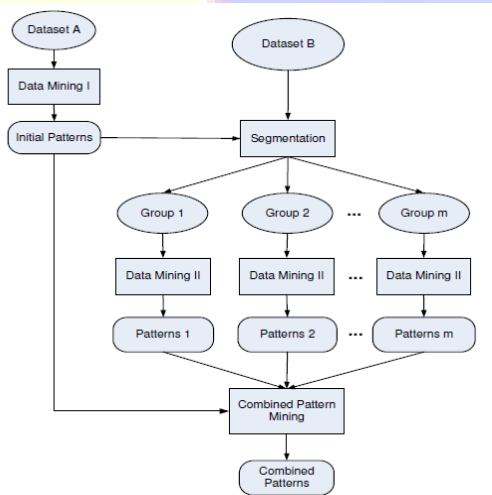 Dataset A
Dataset B
Data Mining I
Initial Patterns
Segmentation
Group 1
Group 2
...
Group m
Data Mining II
Data Mining II
...
Data Mining II
Patterns 1
Patterns 2
...
Patterns m
Combined Pattern
Mining
Combined
Patterns